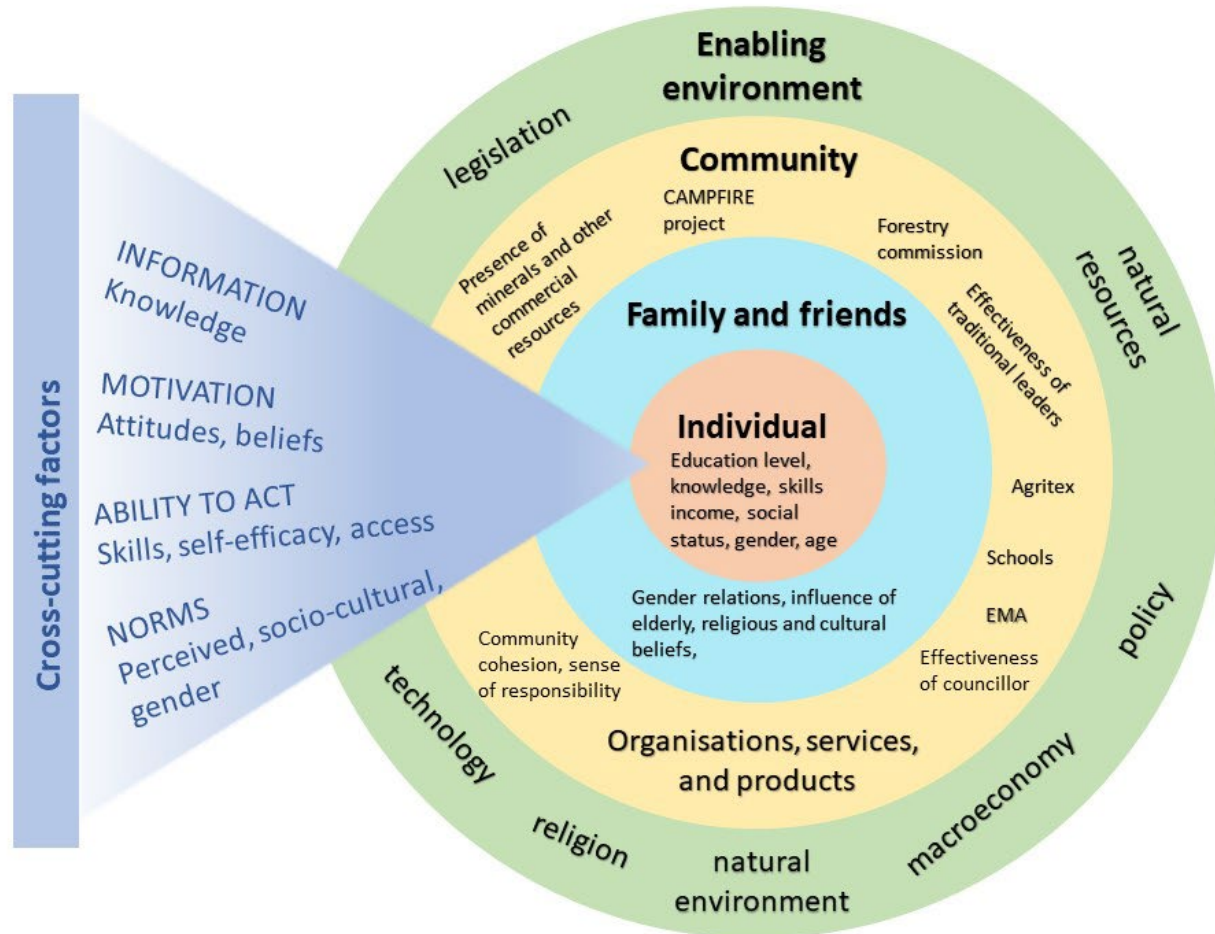 Cross-cutting factors
INFORMATION
Knowledge
MOTIVATION
Attitudes, beliefs
ABILITY TO ACT
Skills, self-efficacy, access
NORMS
Perceived, socio-cultural,
gender
Enabling
environment
legislation
natural
resources
policy
macroeconomy
natural
environment
religion
technology
Community
CAMPFIRE
project
Forestry
commission
Presence of
minerals and other
commercial
resources
Effectiveness of
traditional leaders
Agritex
Schools
EMA
Effectiveness
of councillor
Community
cohesion, sense
of responsibility
Organisations, services,
and products
Family and friends
Gender relations, influence of
elderly, religious and cultural
beliefs,
Individual
Education level,
knowledge, skills
income, social
status, gender, age